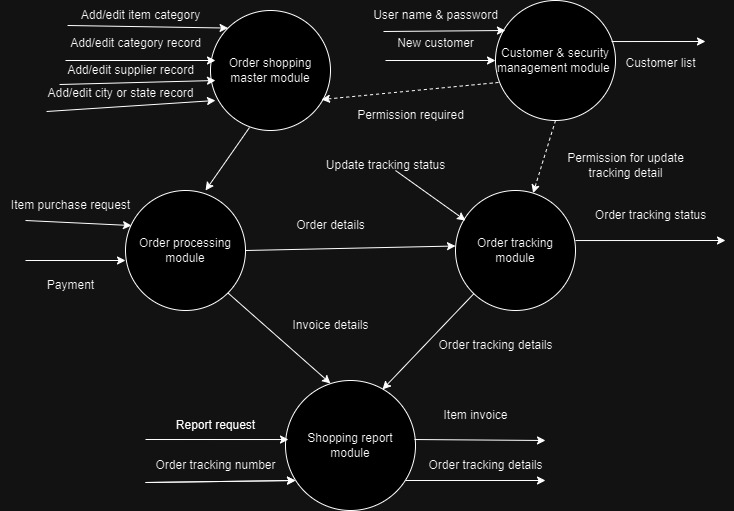 Add/edit item category
Add/edit category record
Add/edit supplier record
Add/edit city or state record
Order shopping
master module
User name & password
New customer
Customer & security
management module
Customer list
Permission required
Permission for update
tracking detail
Update tracking status
Item purchase request
Payment
Order processing
module
Order details
Order tracking
module
Order tracking status
Invoice details
Order tracking details
Report request
Order tracking number
Shopping report
module
Item invoice
Order tracking details